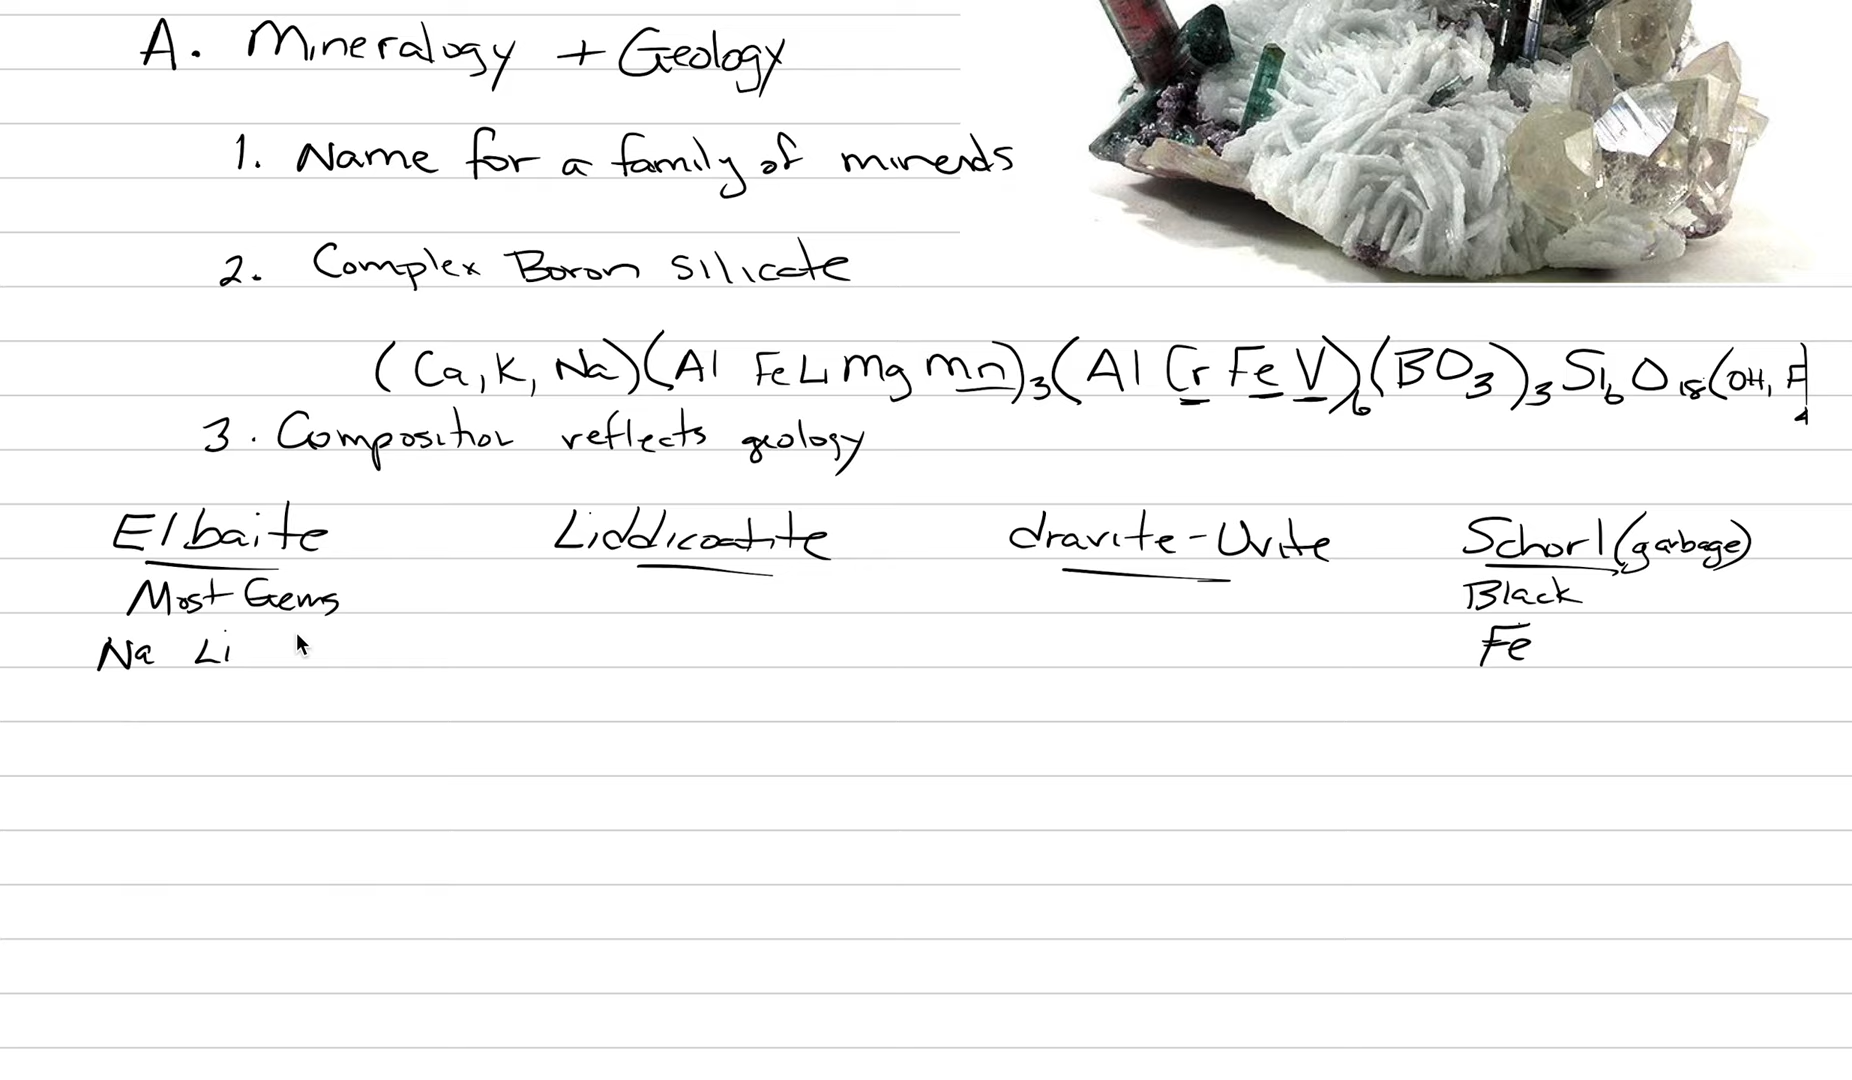 A. Mineralogy + Geology
1. Name for a family of minerals
2. Complex Boron silicate
(Ca, K, Na)(Al Fe Li Mg Mn)3(Al Cr Fe V)6(BO3)3Si6O18(OH, F)4
3. Composition reflects geology
Elbaite Liddicoatite dravite-Uvite Schorl (garbage)
Most Gems Black
Na Li Fe